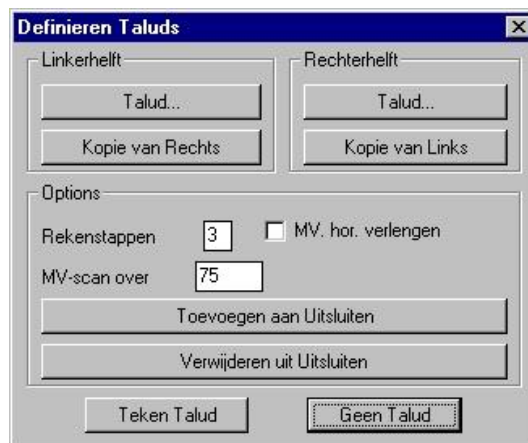 Definieren Taluds
Linkerhelft
Rechterhelft
Talud...
Talud...
Kopie van Rechts
Kopie van Links
Options
Rekenstappen 3 MV. hor. verlengen
MV-scan over 75
Toevoegen aan Uitsluiten
Verwijderen uit Uitsluiten
Teken Talud
Geen Talud